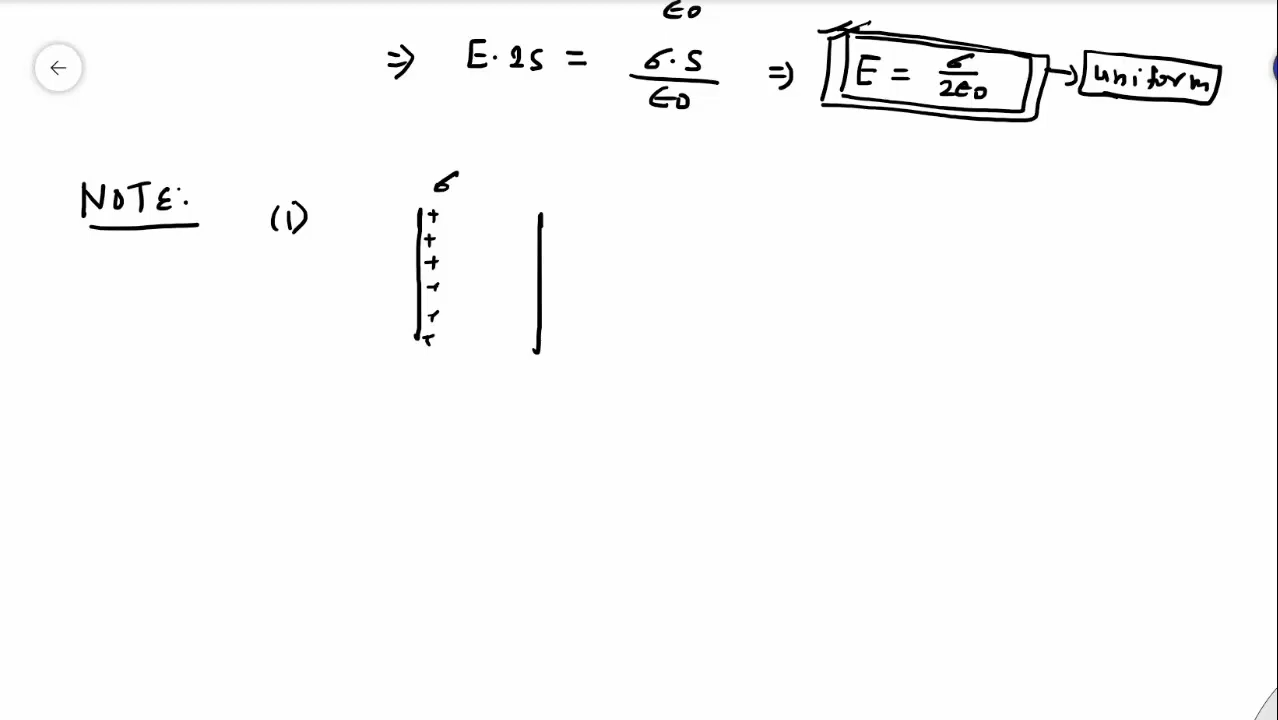 ϵ0
⇒ E·2S = σ·S / ϵ0 ⇒ E = σ / 2ϵ0 → uniform
NOTE: (1) σ
+
+
+
+
+
+